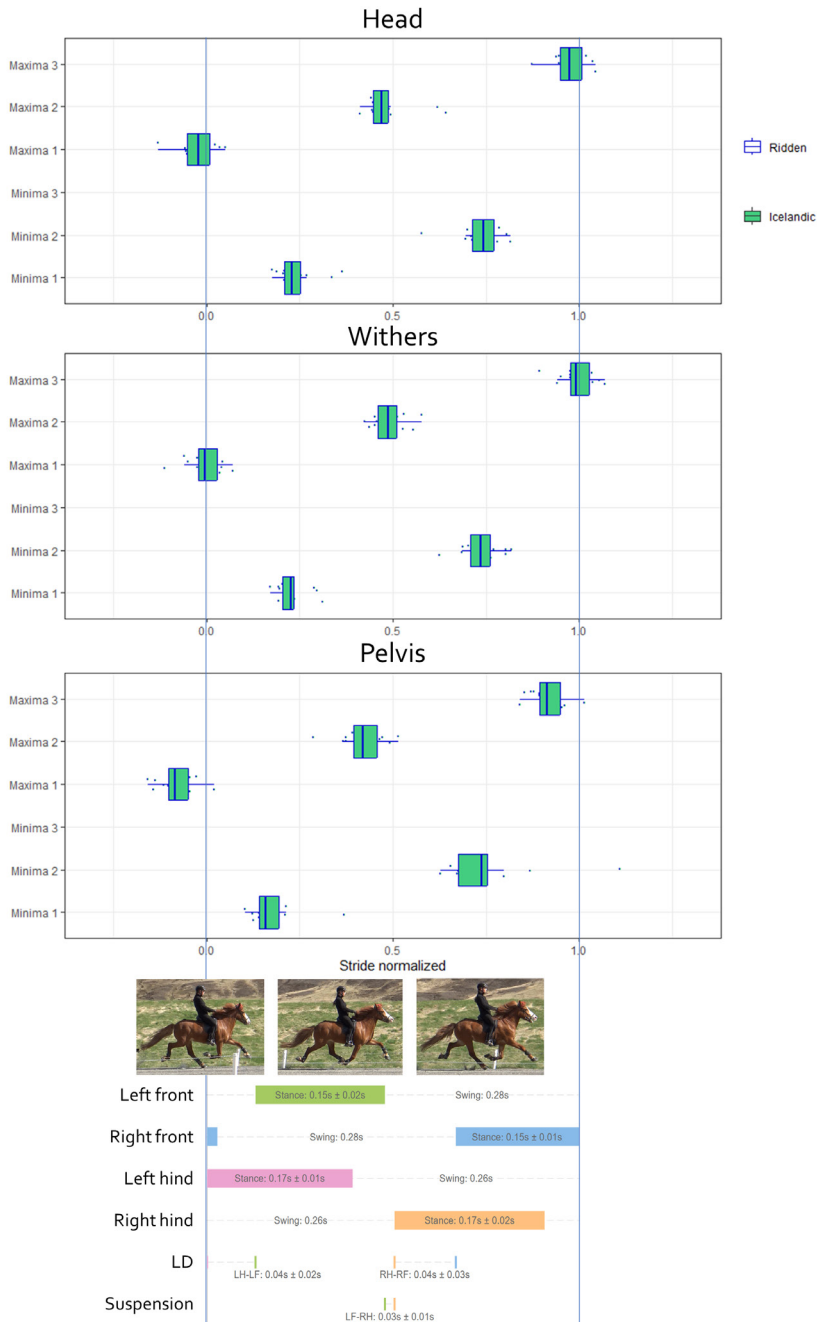 Head
Maxima 3
Maxima 2
Maxima 1
Minima 3
Minima 2
Minima 1
0.0 0.5 1.0
Ridden
Icelandic
Withers
Maxima 3
Maxima 2
Maxima 1
Minima 3
Minima 2
Minima 1
0.0 0.5 1.0
Pelvis
Maxima 3
Maxima 2
Maxima 1
Minima 3
Minima 2
Minima 1
0.0 0.5 1.0
Stride normalized
Left front Stance: 0.15s ± 0.02s Swing: 0.28s
Right front Swing: 0.28s Stance: 0.15s ± 0.01s
Left hind Stance: 0.17s ± 0.01s Swing: 0.26s
Right hind Swing: 0.26s Stance: 0.17s ± 0.02s
LD
LH-LF: 0.04s ± 0.02s RH-RF: 0.04s ± 0.03s
Suspension
LF-RH: 0.03s ± 0.01s